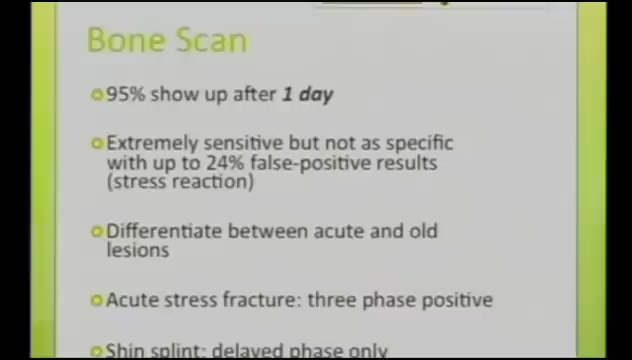 Bone Scan
95% show up after 1 day
Extremely sensitive but not as specific
with up to 24% false-positive results
(stress reaction)
Differentiate between acute and old
lesions
Acute stress fracture: three phase positive
Shin splint: delayed phase only